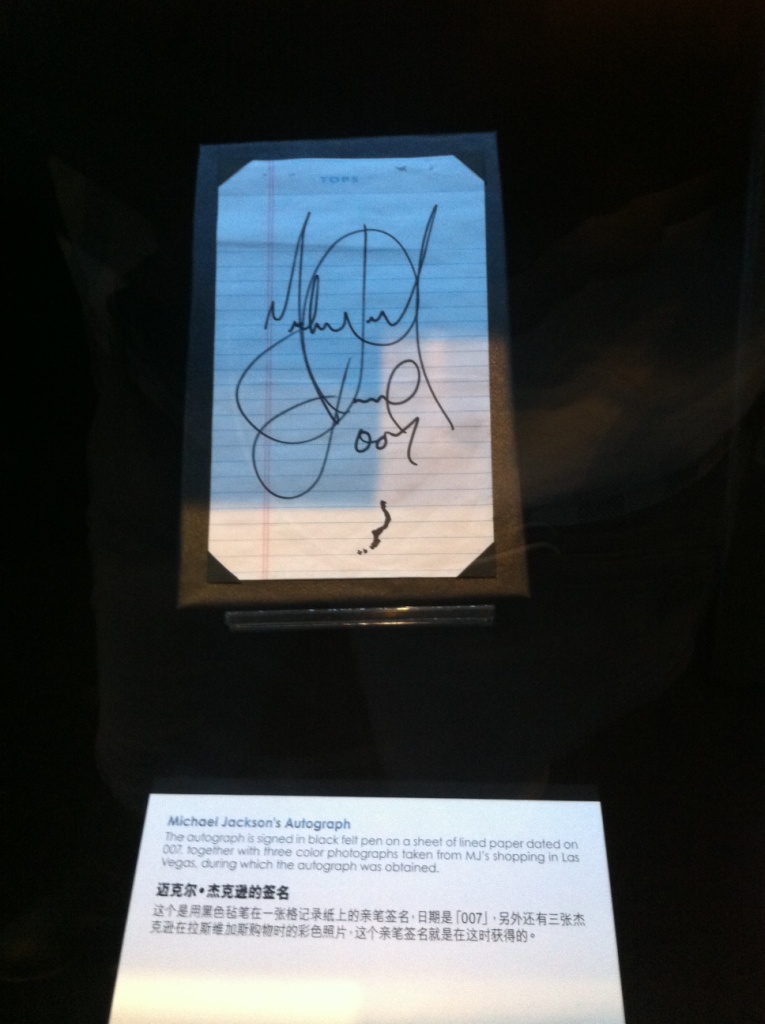 TOPS
Michael Jackson
007
Michael Jackson's Autograph
The autograph is signed in black felt pen on a sheet of lined paper dated on
007, together with three color photographs taken from MJ's shopping in Las
Vegas, during which the autograph was obtained.
迈克尔•杰克逊的签名
这个是用黑色毡笔在一张格记录纸上的亲笔签名,日期是「007」,另外还有三张杰
克逊在拉斯维加斯购物时的彩色照片,这个亲笔签名就是在这时获得的。